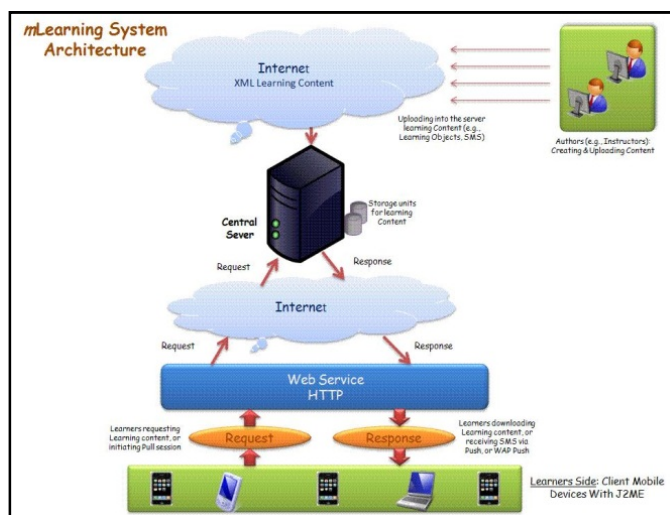 mLearning System
Architecture
Internet
XML Learning Content
Uploading into the server
learning Content (e.g.,
Learning Objects, SMS)
Authors (e.g., Instructors):
Creating & Uploading Content
Storage units
for learning
Content
Central
Sever
Request
Response
Internet
Request
Response
Web Service
HTTP
Learners requesting
Learning content, or
initiating Pull session
Request
Response
Learners downloading
Learning content, or
receiving SMS via
Push, or WAP Push
Learners Side: Client Mobile
Devices With J2ME